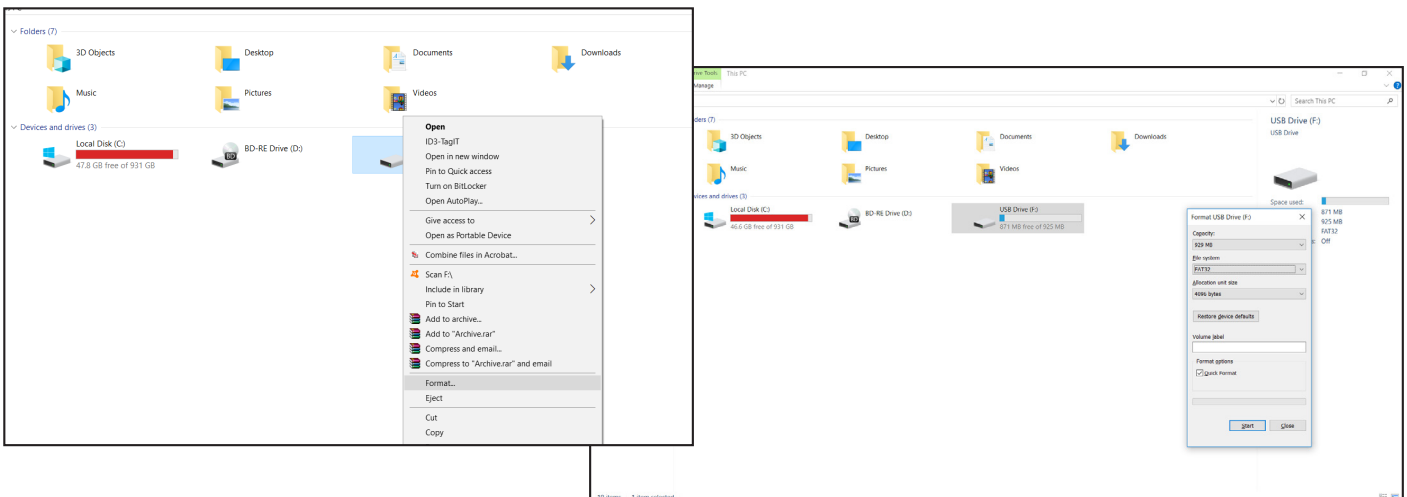 Folders (7)
3D Objects
Desktop
Documents
Downloads
Music
Pictures
Videos
Devices and drives (3)
Local Disk (C:)
47.8 GB free of 931 GB
BD-RE Drive (D:)
Open
ID3-TagIT
Open in new window
Pin to Quick access
Turn on BitLocker
Open AutoPlay...
Give access to
Open as Portable Device
Combine files in Acrobat...
Scan F:\
Include in library
Pin to Start
Add to archive...
Add to "Archive.rar"
Compress and email...
Compress to "Archive.rar" and email
Format...
Eject
Cut
Copy
Tools
This PC
Manage
Search This PC
(7)
3D Objects
Desktop
Documents
Downloads
Music
Pictures
Videos
and drives (3)
Local Disk (C:)
46.6 GB free of 931 GB
BD-RE Drive (D:)
USB Drive (F:)
871 MB free of 925 MB
USB Drive (F:)
USB Drive
Space used:
871 MB
925 MB
FAT32
Off
Format USB Drive (F:)
Capacity:
929 MB
File system
FAT32
Allocation unit size
4096 bytes
Restore device defaults
Volume label
Format options
Quick Format
Start
Close